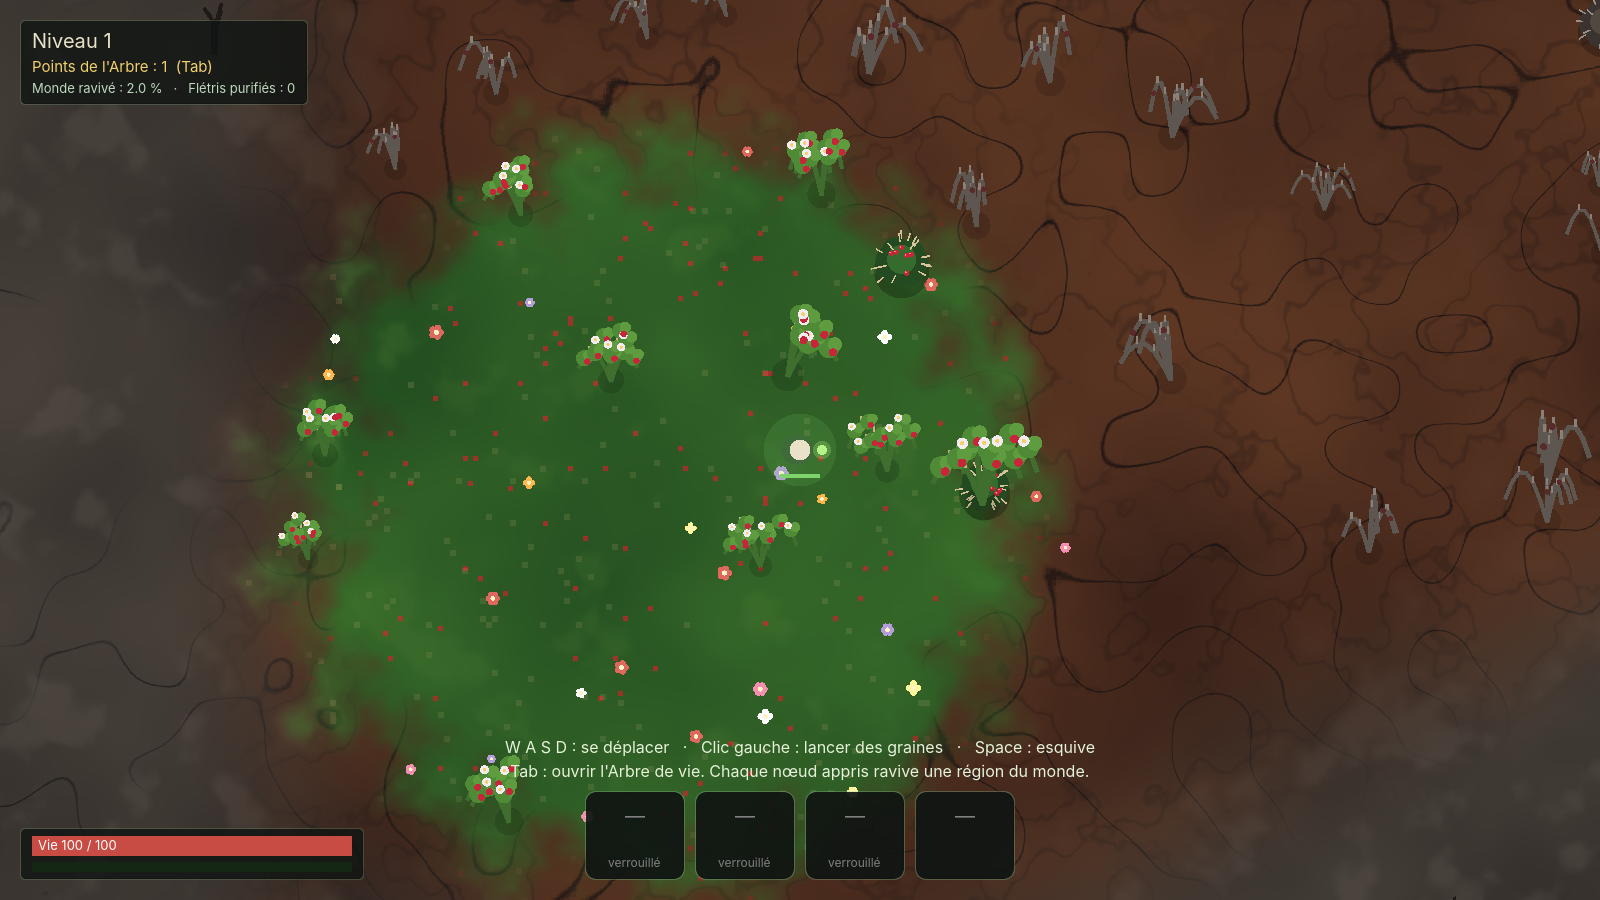 Niveau 1
Points de l'Arbre : 1 (Tab)
Monde ravivé : 2.0 % · Flétris purifiés : 0
W A S D : se déplacer · Clic gauche : lancer des graines · Space : esquive
Tab : ouvrir l'Arbre de vie. Chaque nœud appris ravive une région du monde.
— — — —
verrouillé verrouillé verrouillé
Vie 100 / 100